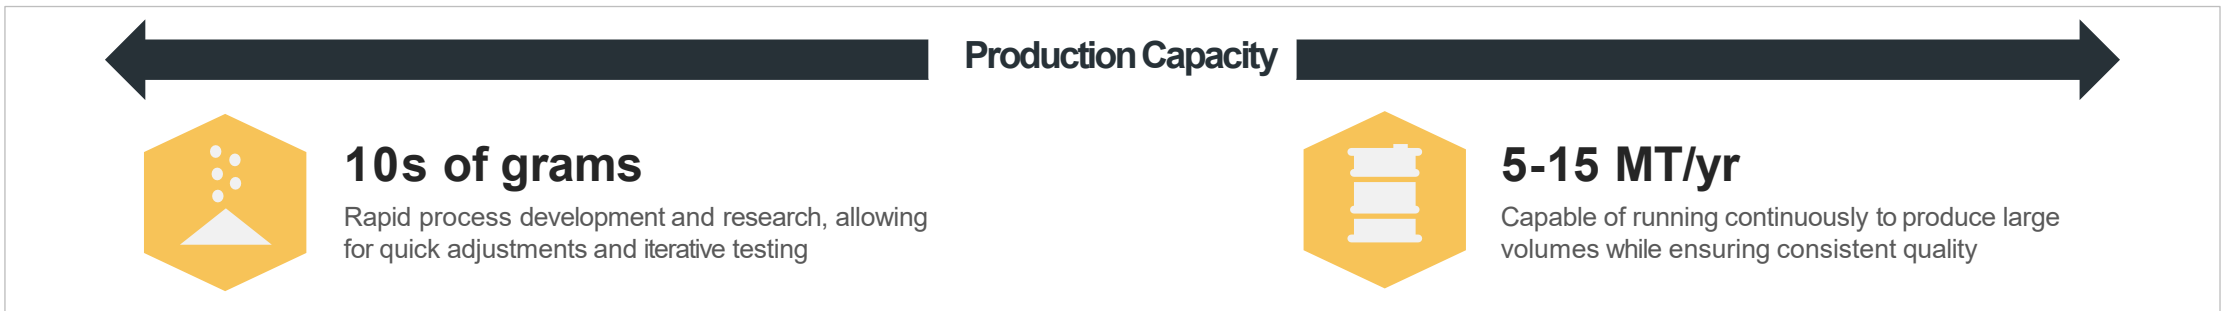 Production Capacity
10s of grams
Rapid process development and research, allowing
for quick adjustments and iterative testing
5-15 MT/yr
Capable of running continuously to produce large
volumes while ensuring consistent quality